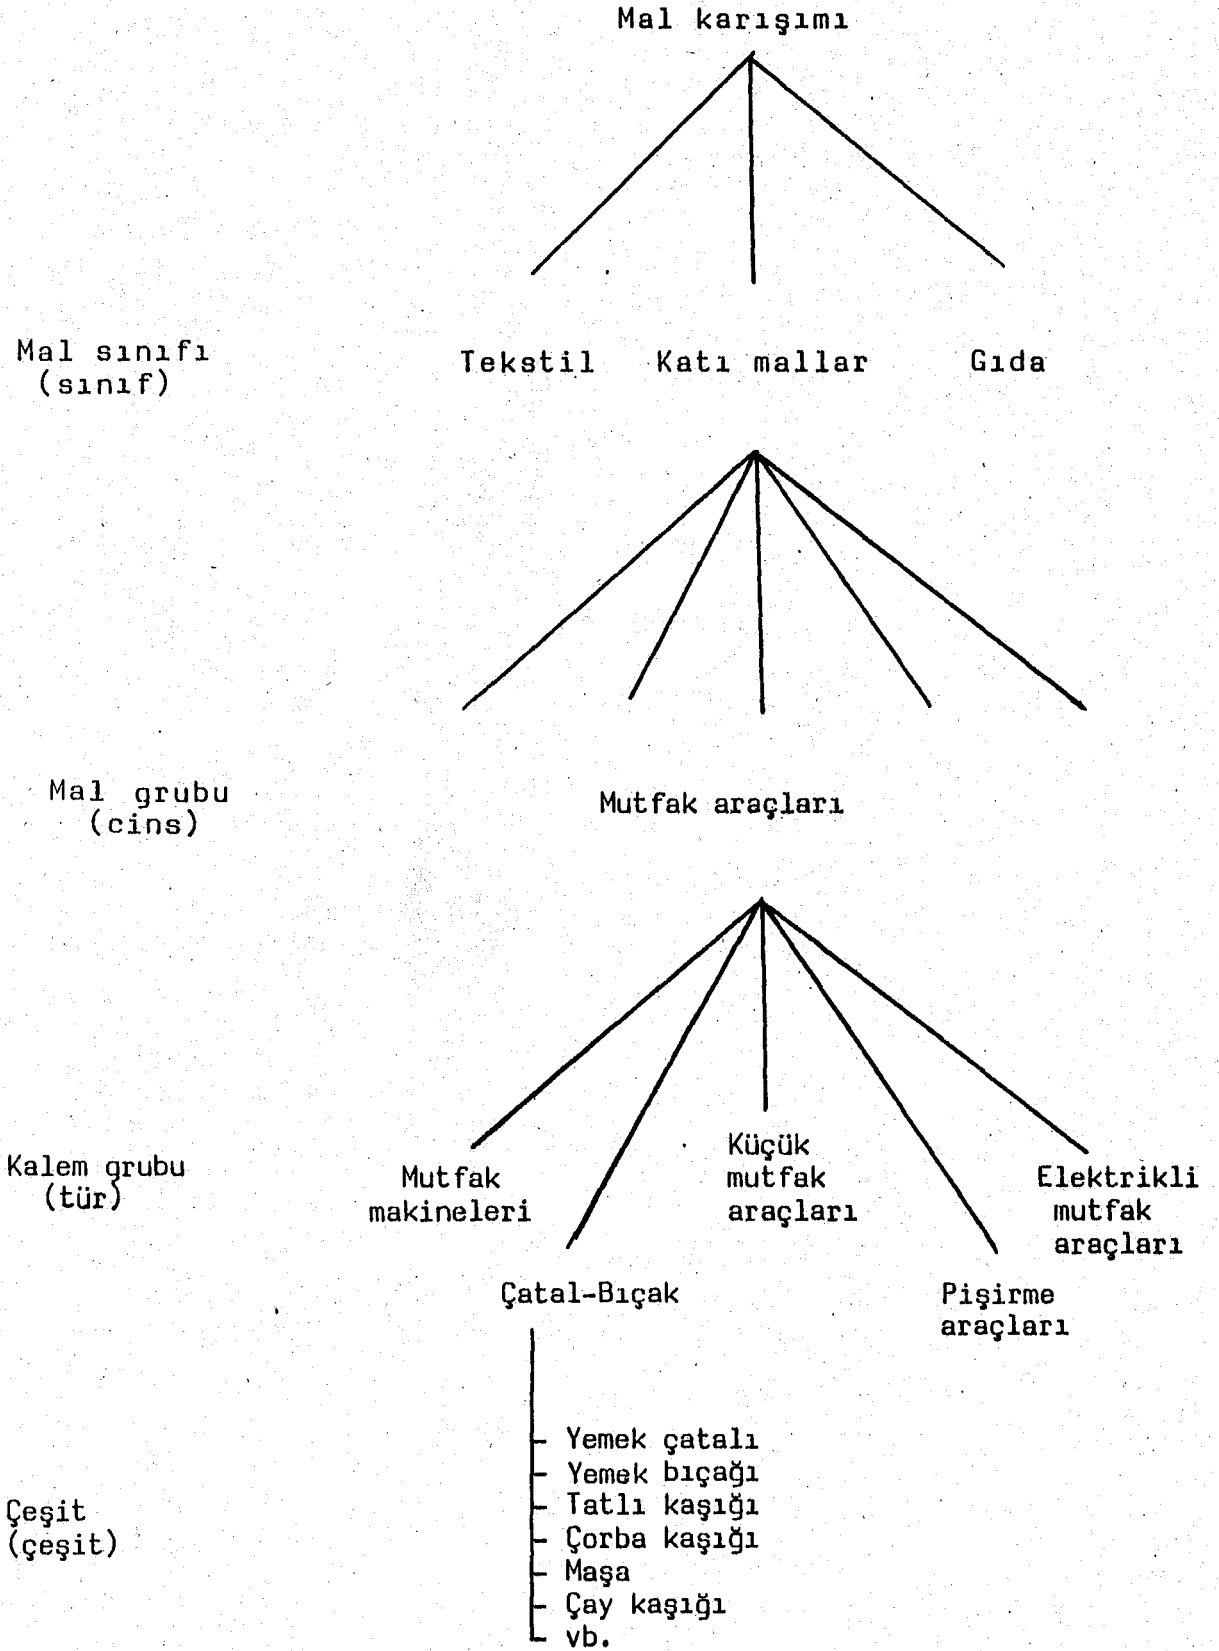 Mal karışımı
Mal sınıfı
(sınıf)
Tekstil Katı mallar Gıda
Mal grubu
(cins)
Mutfak araçları
Kalem grubu
(tür)
Mutfak
makineleri
Küçük
mutfak
araçları
Elektrikli
mutfak
araçları
Çatal-Bıçak
Pişirme
araçları
Çeşit
(çeşit)
- Yemek çatalı
- Yemek bıçağı
- Tatlı kaşığı
- Çorba kaşığı
- Maşa
- Çay kaşığı
- vb.